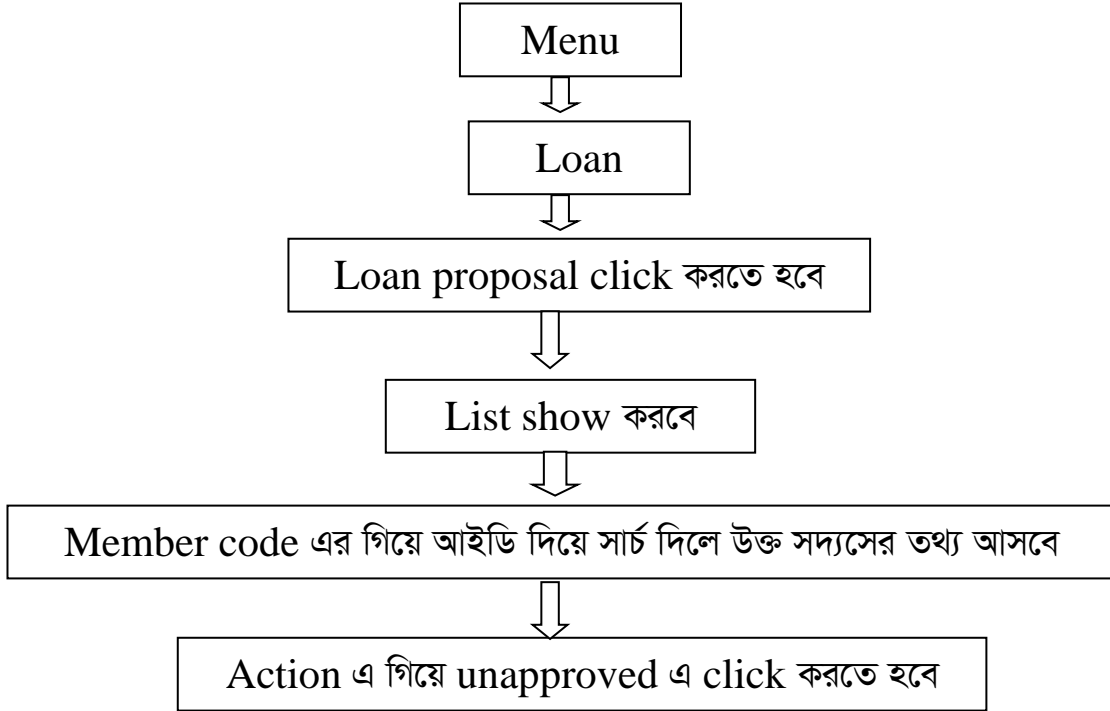 Menu
Loan
Loan proposal click করতে হবে
List show করবে
Member code এর গিয়ে আইডি দিয়ে সার্চ দিলে উক্ত সদ্যসের তথ্য আসবে
Action এ গিয়ে unapproved এ click করতে হবে